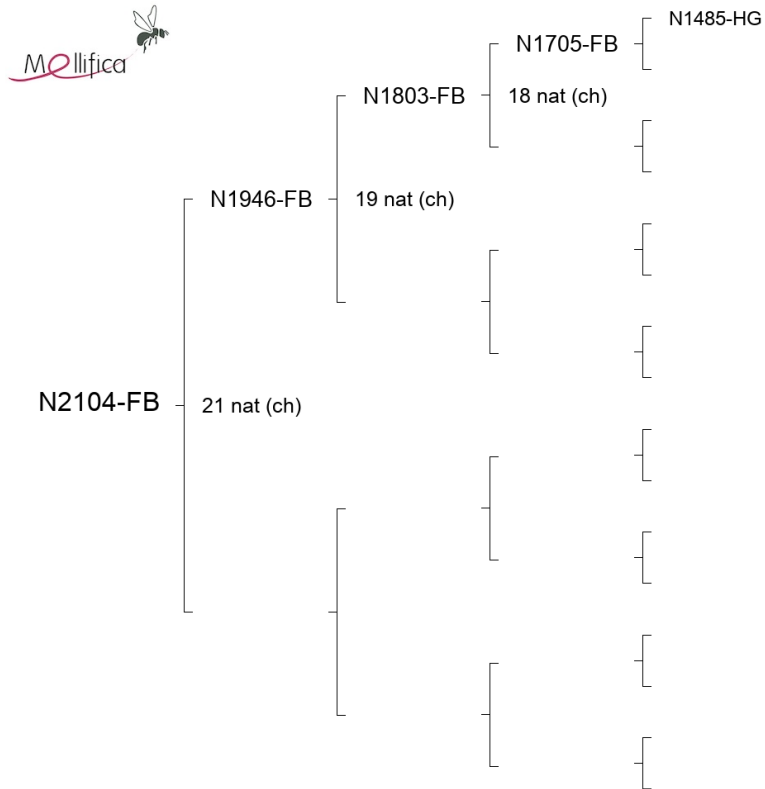 Mellifica
N1485-HG
N1705-FB
N1803-FB
18 nat (ch)
N1946-FB
19 nat (ch)
N2104-FB
21 nat (ch)